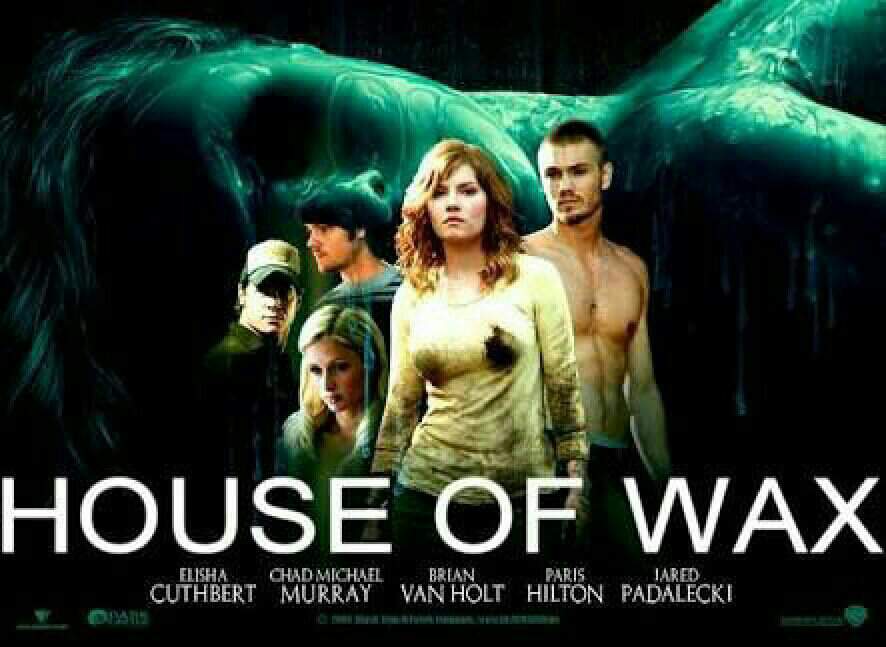 HOUSE OF WAX
ELISHA CHAD MICHAEL BRIAN PARIS JARED
CUTHBERT MURRAY VAN HOLT HILTON PADALECKI